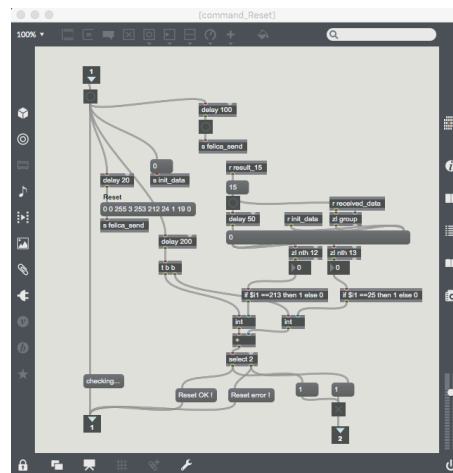 [command_Reset]
100%
1
delay 100
s felica_send
0
r result_15
delay 20
s init_data
15
Reset
0 0 255 3 253 212 24 1 19 0
s felica_send
r received_data
delay 50
r init_data
zl group
0
delay 200
zl nth 12
zl nth 13
t b b
0
0
if $i1 ==213 then 1 else 0
if $i1 ==25 then 1 else 0
int
int
+
select 2
checking...
Reset OK !
Reset error !
1
1
1
2